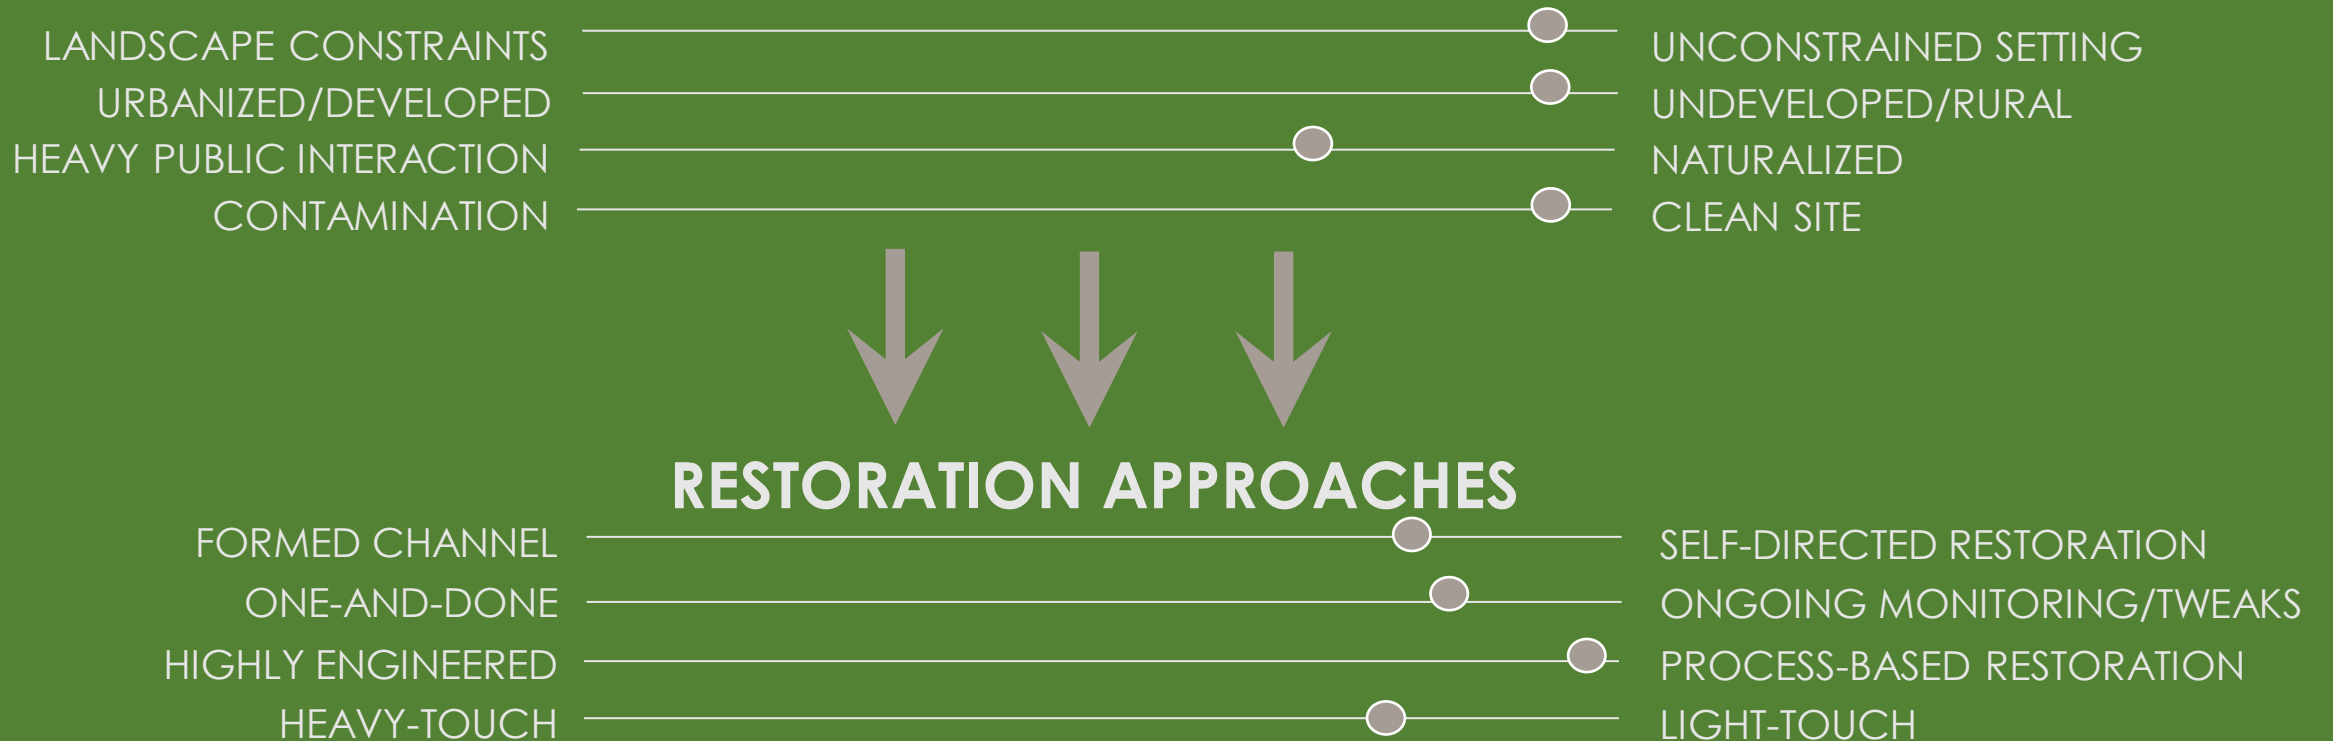 LANDSCAPE CONSTRAINTS UNCONSTRAINED SETTING
URBANIZED/DEVELOPED UNDEVELOPED/RURAL
HEAVY PUBLIC INTERACTION NATURALIZED
CONTAMINATION CLEAN SITE
RESTORATION APPROACHES
FORMED CHANNEL SELF-DIRECTED RESTORATION
ONE-AND-DONE ONGOING MONITORING/TWEAKS
HIGHLY ENGINEERED PROCESS-BASED RESTORATION
HEAVY-TOUCH LIGHT-TOUCH